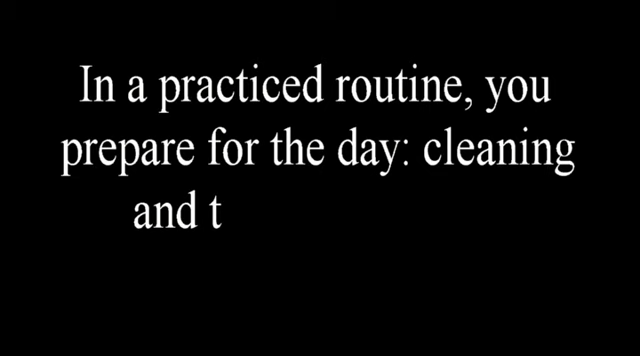 In a practiced routine, you
prepare for the day: cleaning
and t